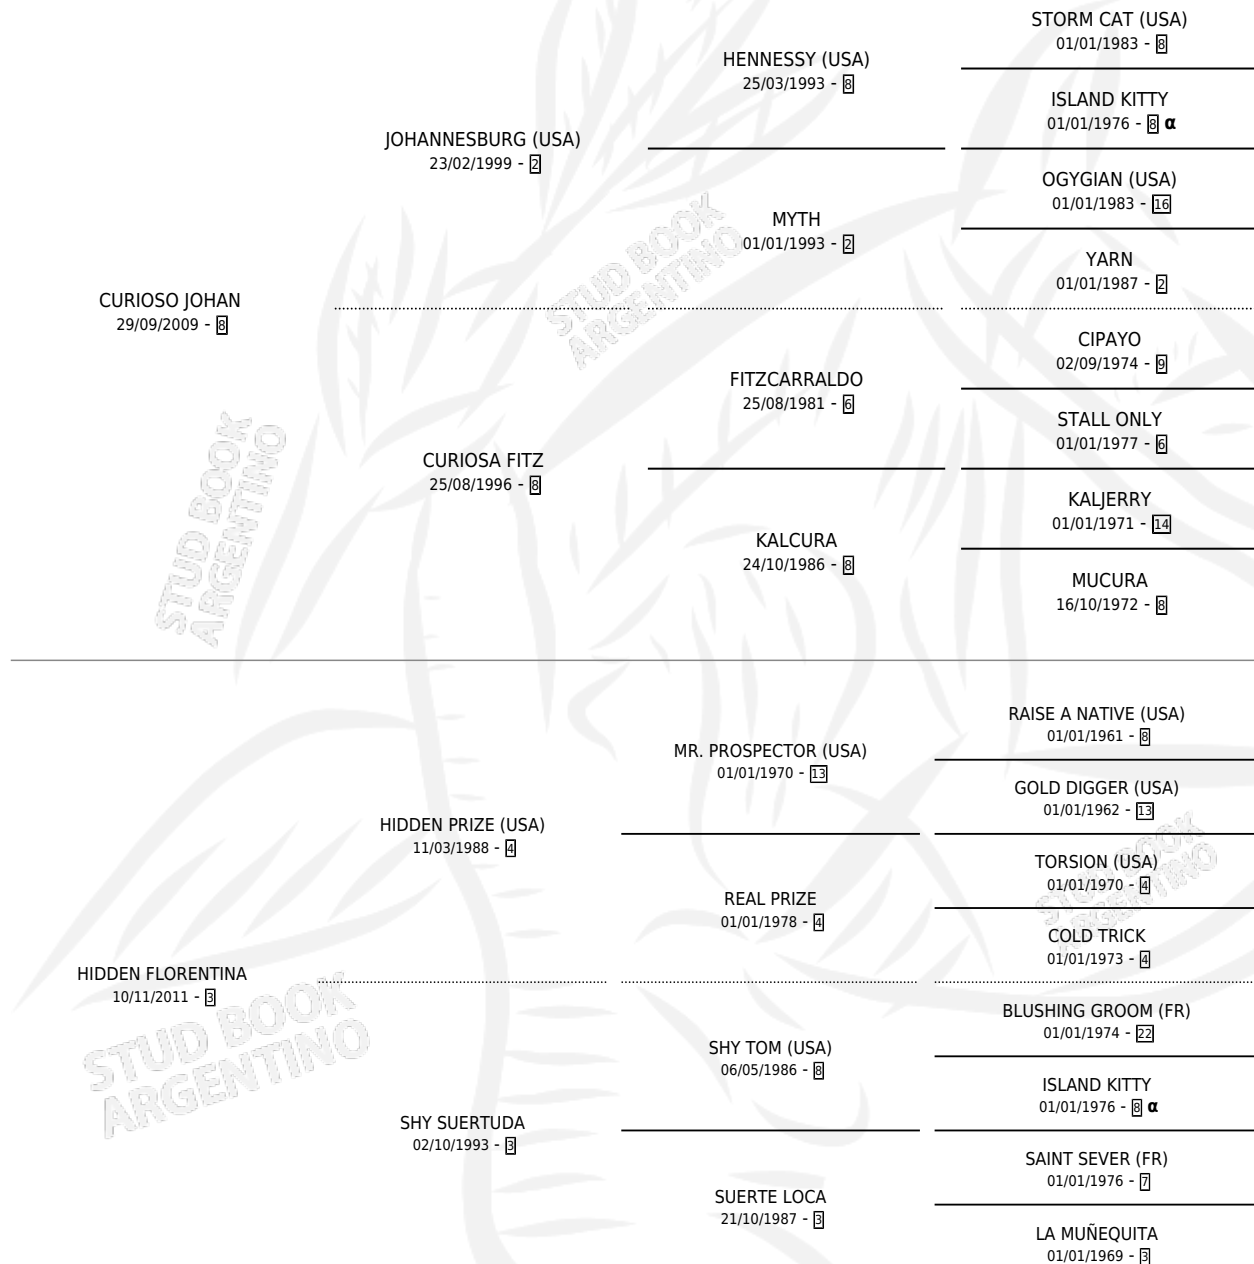 STORM CAT (USA)
01/01/1983 - 8
HENNESSY (USA)
25/03/1993 - 8
ISLAND KITTY
01/01/1976 - 8 α
JOHANNESBURG (USA)
23/02/1999 - 2
OGYGIAN (USA)
01/01/1983 - 16
MYTH
01/01/1993 - 2
YARN
01/01/1987 - 2
CURIOSO JOHAN
29/09/2009 - 8
CIPAYO
02/09/1974 - 9
FITZCARRALDO
25/08/1981 - 6
STALL ONLY
01/01/1977 - 6
CURIOSA FITZ
25/08/1996 - 8
KALJERRY
01/01/1971 - 14
KALCURA
24/10/1986 - 8
MUCURA
16/10/1972 - 8
RAISE A NATIVE (USA)
01/01/1961 - 8
MR. PROSPECTOR (USA)
01/01/1970 - 13
GOLD DIGGER (USA)
01/01/1962 - 13
HIDDEN PRIZE (USA)
11/03/1988 - 4
TORSION (USA)
01/01/1970 - 4
REAL PRIZE
01/01/1978 - 4
COLD TRICK
01/01/1973 - 4
HIDDEN FLORENTINA
10/11/2011 - 3
BLUSHING GROOM (FR)
01/01/1974 - 22
SHY TOM (USA)
06/05/1986 - 8
ISLAND KITTY
01/01/1976 - 8 α
SHY SUERTUDA
02/10/1993 - 3
SAINT SEVER (FR)
01/01/1976 - 7
SUERTE LOCA
21/10/1987 - 3
LA MUÑEQUITA
01/01/1969 - 3
STUD BOOK
ARGENTINO
STUD BOOK
ARGENTINO
STUD BOOK
ARGENTINO
STUD BOOK
ARGENTINO